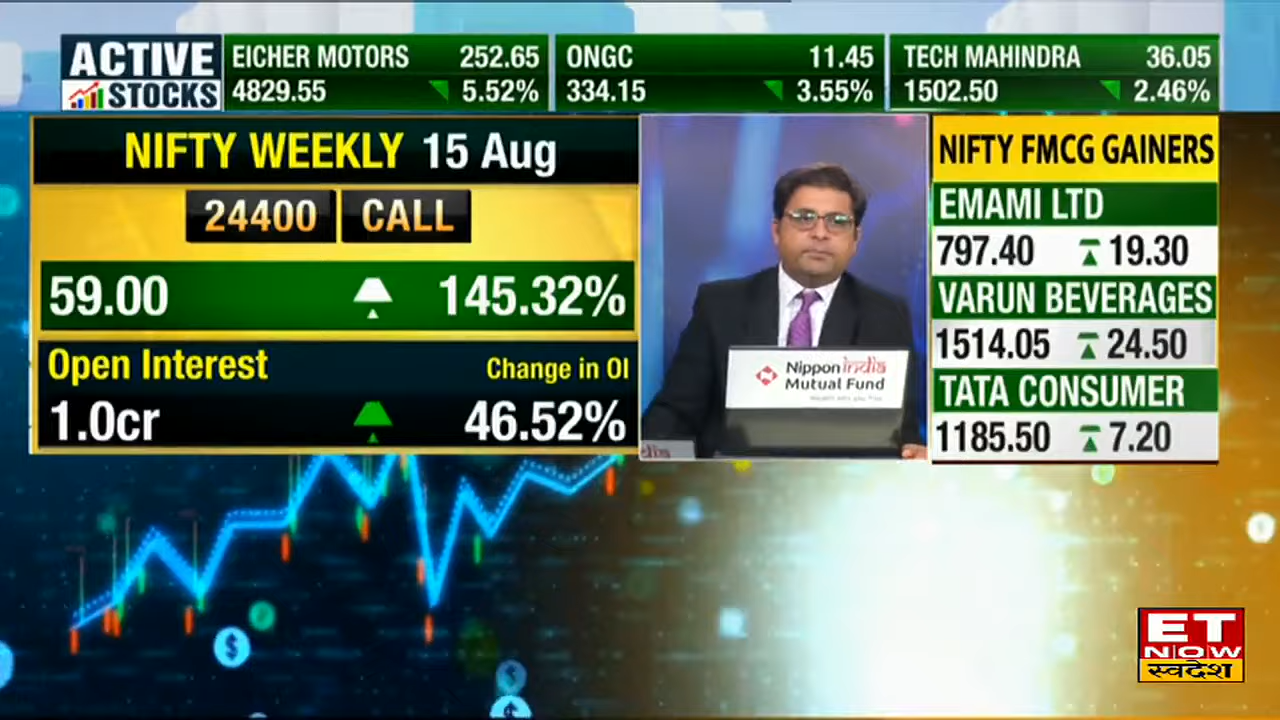 ACTIVE
STOCKS
EICHER MOTORS 252.65
4829.55 5.52%
ONGC 11.45
334.15 3.55%
TECH MAHINDRA 36.05
1502.50 2.46%
NIFTY WEEKLY 15 Aug
24400 CALL
59.00 145.32%
Open Interest Change in OI
1.0cr 46.52%
Nippon india
Mutual Fund
NIFTY FMCG GAINERS
EMAMI LTD
797.40 19.30
VARUN BEVERAGES
1514.05 24.50
TATA CONSUMER
1185.50 7.20
ET
NOW
स्वदेश